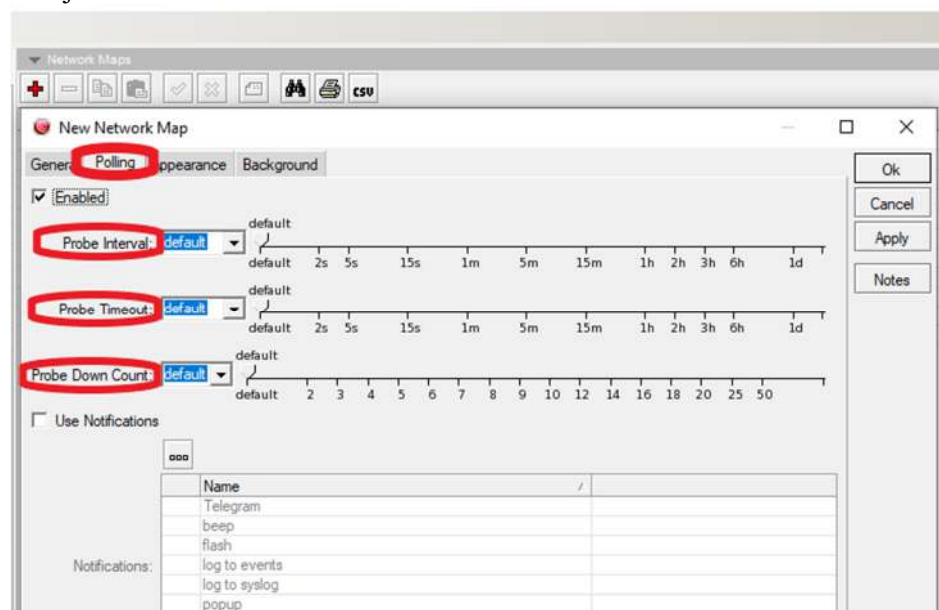 Network Maps
csv
New Network Map
General Polling Appearance Background
Ok
Enabled
Cancel
default
Probe Interval: default
Apply
default 2s 5s 15s 1m 5m 15m 1h 2h 3h 6h 1d
Notes
default
Probe Timeout: default
default 2s 5s 15s 1m 5m 15m 1h 2h 3h 6h 1d
default
Probe Down Count: default
default 2 3 4 5 6 7 8 9 10 12 14 16 18 20 25 50
Use Notifications
Name
Telegram
beep
flash
Notifications: log to events
log to syslog
popup